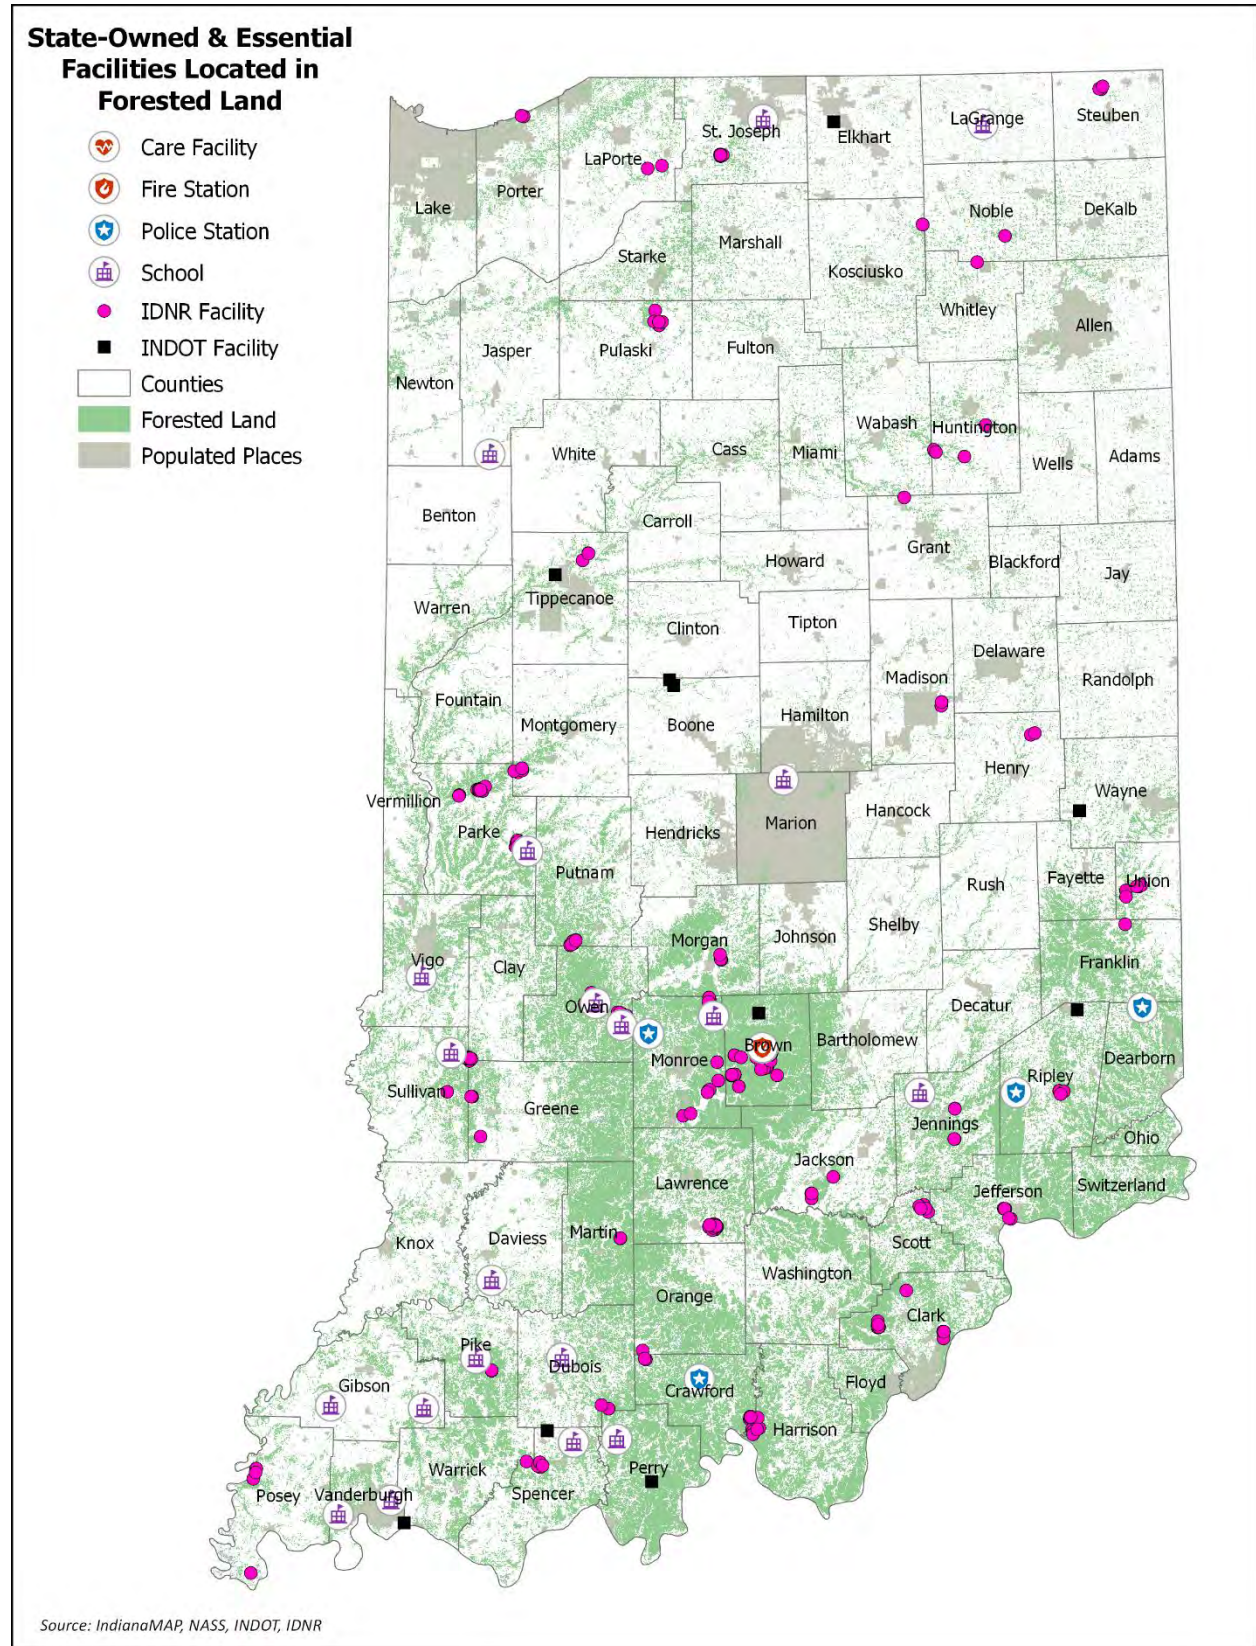 State-Owned & Essential
Facilities Located in
Forested Land
Care Facility
Fire Station
Police Station
School
IDNR Facility
INDOT Facility
Counties
Forested Land
Populated Places
Lake
Porter
LaPorte
St. Joseph
Elkhart
LaGrange
Steuben
Starke
Marshall
Kosciusko
Noble
DeKalb
Whitley
Allen
Newton
Jasper
Pulaski
Fulton
Wabash
Huntington
White
Cass
Miami
Wells
Adams
Benton
Carroll
Grant
Blackford
Jay
Howard
Warren
Tippecanoe
Clinton
Tipton
Delaware
Randolph
Madison
Fountain
Montgomery
Boone
Hamilton
Henry
Wayne
Vermillion
Parke
Putnam
Hendricks
Marion
Hancock
Rush
Fayette
Union
Vigo
Clay
Morgan
Johnson
Shelby
Franklin
Owen
Decatur
Monroe
Brown
Bartholomew
Dearborn
Ripley
Sullivan
Greene
Jennings
Ohio
Lawrence
Jackson
Jefferson
Switzerland
Knox
Daviess
Martin
Scott
Washington
Orange
Clark
Pike
Dubois
Gibson
Crawford
Floyd
Harrison
Posey
Vanderburgh
Warrick
Spencer
Perry
Source: IndianaMAP, NASS, INDOT, IDNR